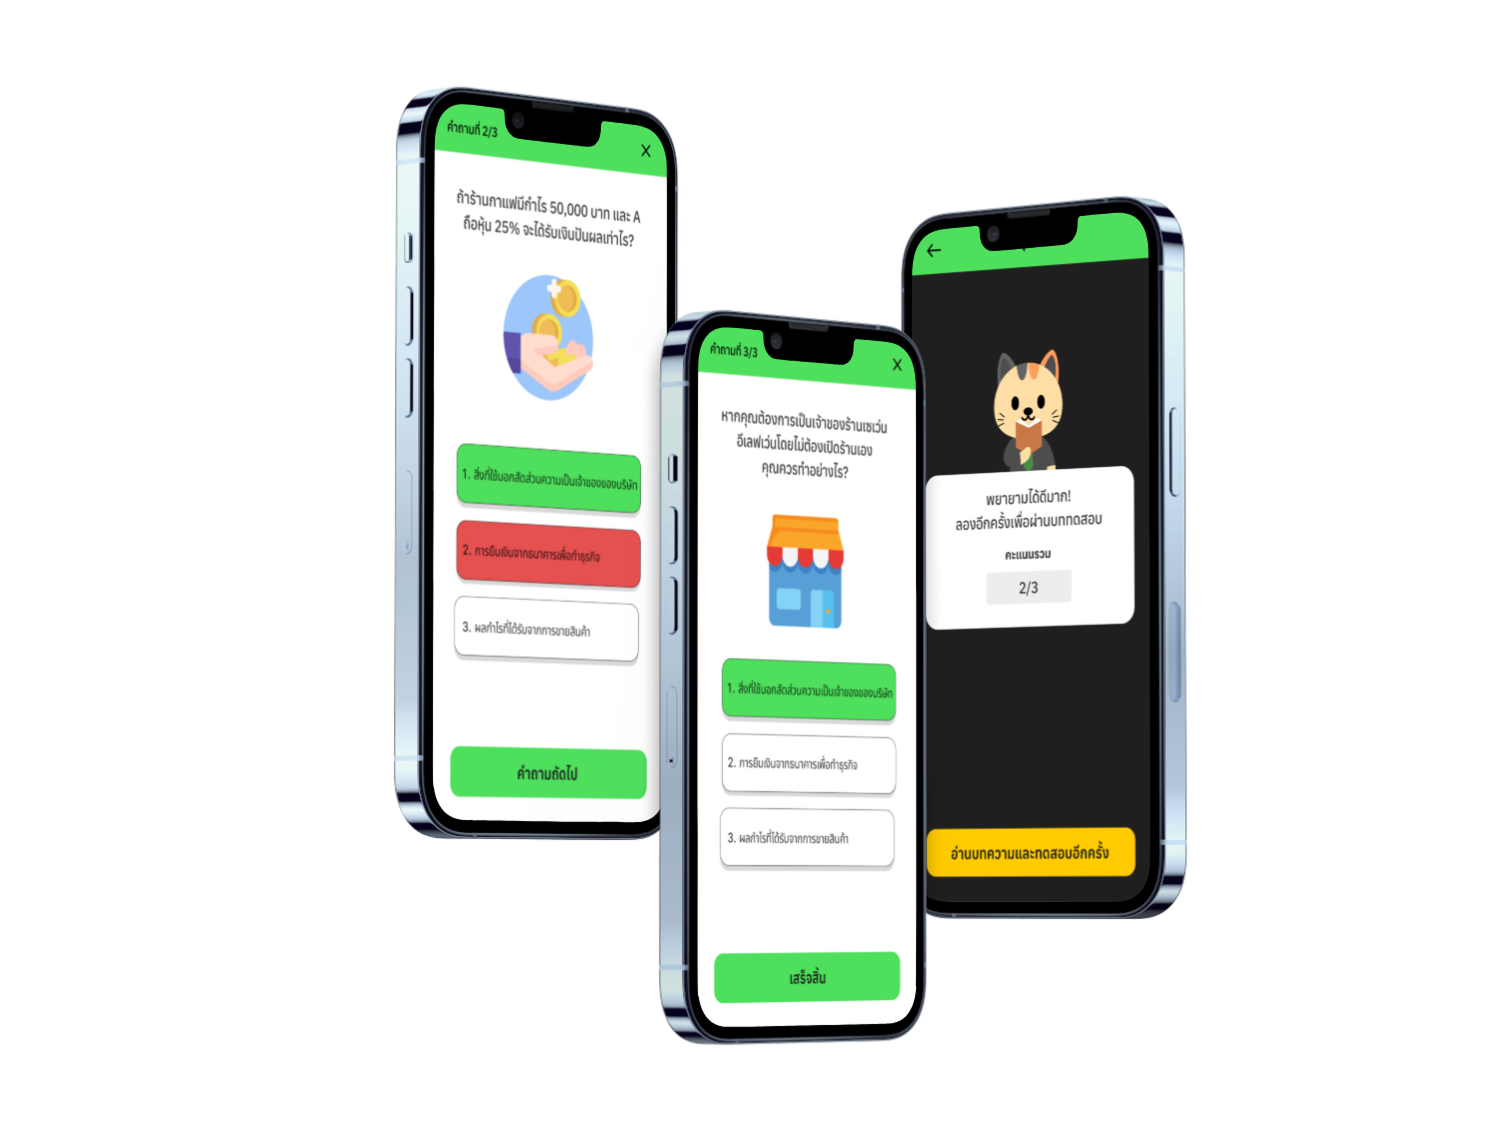 คำถามที่ 2/3
X
ถ้าร้านกาแฟมีกำไร 50,000 บาท และ A
ถือหุ้น 25% จะได้รับเงินปันผลเท่าไร?
1. สิ่งที่ใช้บอกสัดส่วนความเป็นเจ้าของของบริษัท
2. การยืมเงินจากธนาคารเพื่อทำธุรกิจ
3. ผลกำไรที่ได้รับจากการขายสินค้า
คำถามถัดไป
คำถามที่ 3/3
X
หากคุณต้องการเป็นเจ้าของร้านเซเว่น
อีเลฟเว่นโดยไม่ต้องเปิดร้านเอง
คุณควรทำอย่างไร?
1. สิ่งที่ใช้บอกสัดส่วนความเป็นเจ้าของของบริษัท
2. การยืมเงินจากธนาคารเพื่อทำธุรกิจ
3. ผลกำไรที่ได้รับจากการขายสินค้า
เสร็จสิ้น
พยายามได้ดีมาก!
ลองอีกครั้งเพื่อผ่านบททดสอบ
คะแนนรวม
2/3
อ่านบทความและทดสอบอีกครั้ง